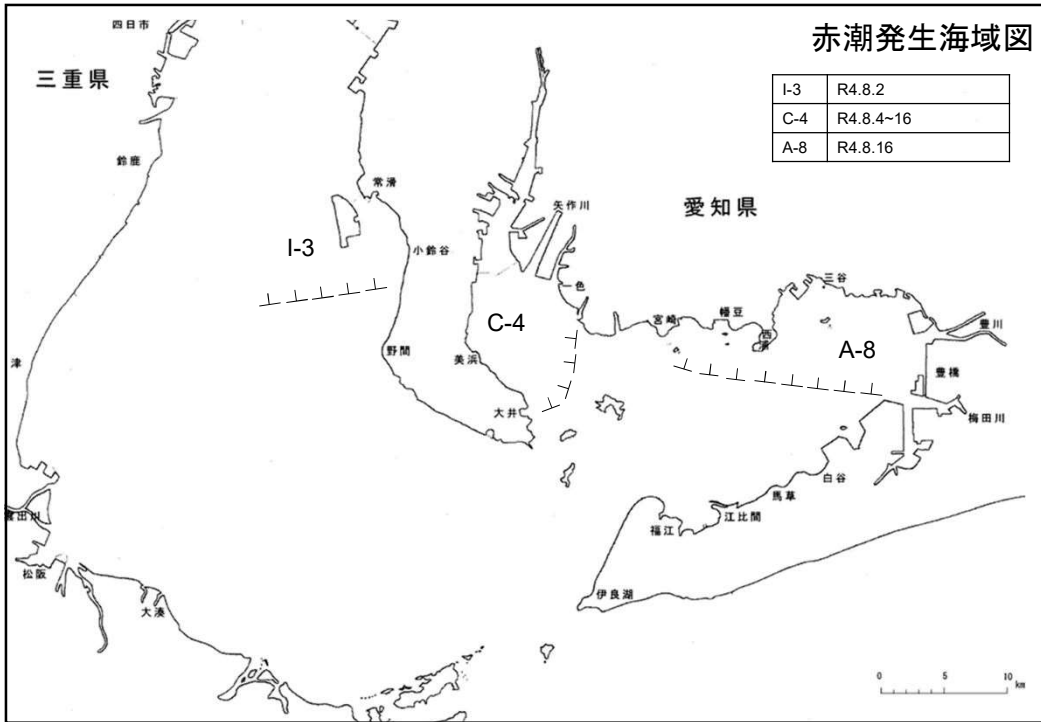 赤潮発生海域図
I-3 R4.8.2
C-4 R4.8.4~16
A-8 R4.8.16
四日市
三重県
鈴鹿
常滑
矢作川
愛知県
I-3
小鈴谷
一色
三谷
C-4
宮崎
幡豆
西浦
豊川
A-8
津
野間
美浜
豊橋
大井
梅田川
白谷
馬草
江比間
福江
雲出川
松阪
大湊
伊良湖
0 5 10
km